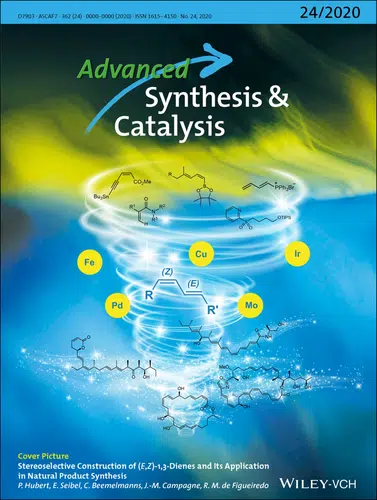 D7903 · ASCAF7 · 362 (24) · 0000–0000 (2020) · ISSN 1615 – 4150 · No. 24, 2020
24/2020
Advanced
Synthesis &
Catalysis
CO₂Me
Bu₃Sn
PPh₃Br
OTIPS
Fe
Cu
Ir
(Z)
(E)
R
R'
Pd
Mo
Cover Picture
Stereoselective Construction of (E,Z)-1,3-Dienes and Its Application
in Natural Product Synthesis
P. Hubert, E. Seibel, C. Beemelmanns, J.-M. Campagne, R. M. de Figueiredo
WILEY-VCH